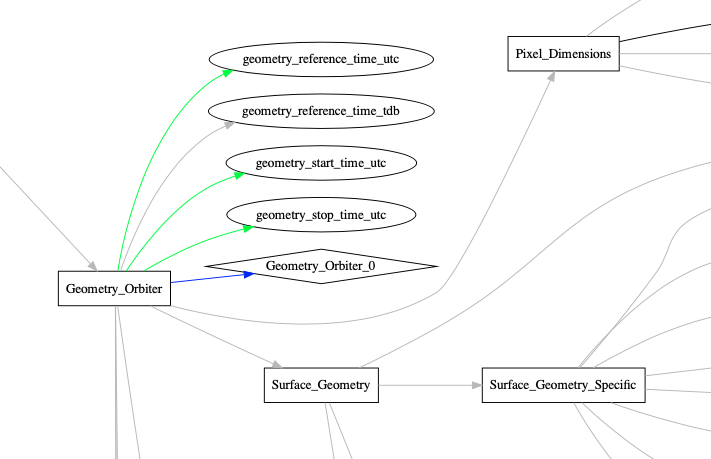 geometry_reference_time_utc
Pixel_Dimensions
geometry_reference_time_tdb
geometry_start_time_utc
geometry_stop_time_utc
Geometry_Orbiter_0
Geometry_Orbiter
Surface_Geometry
Surface_Geometry_Specific